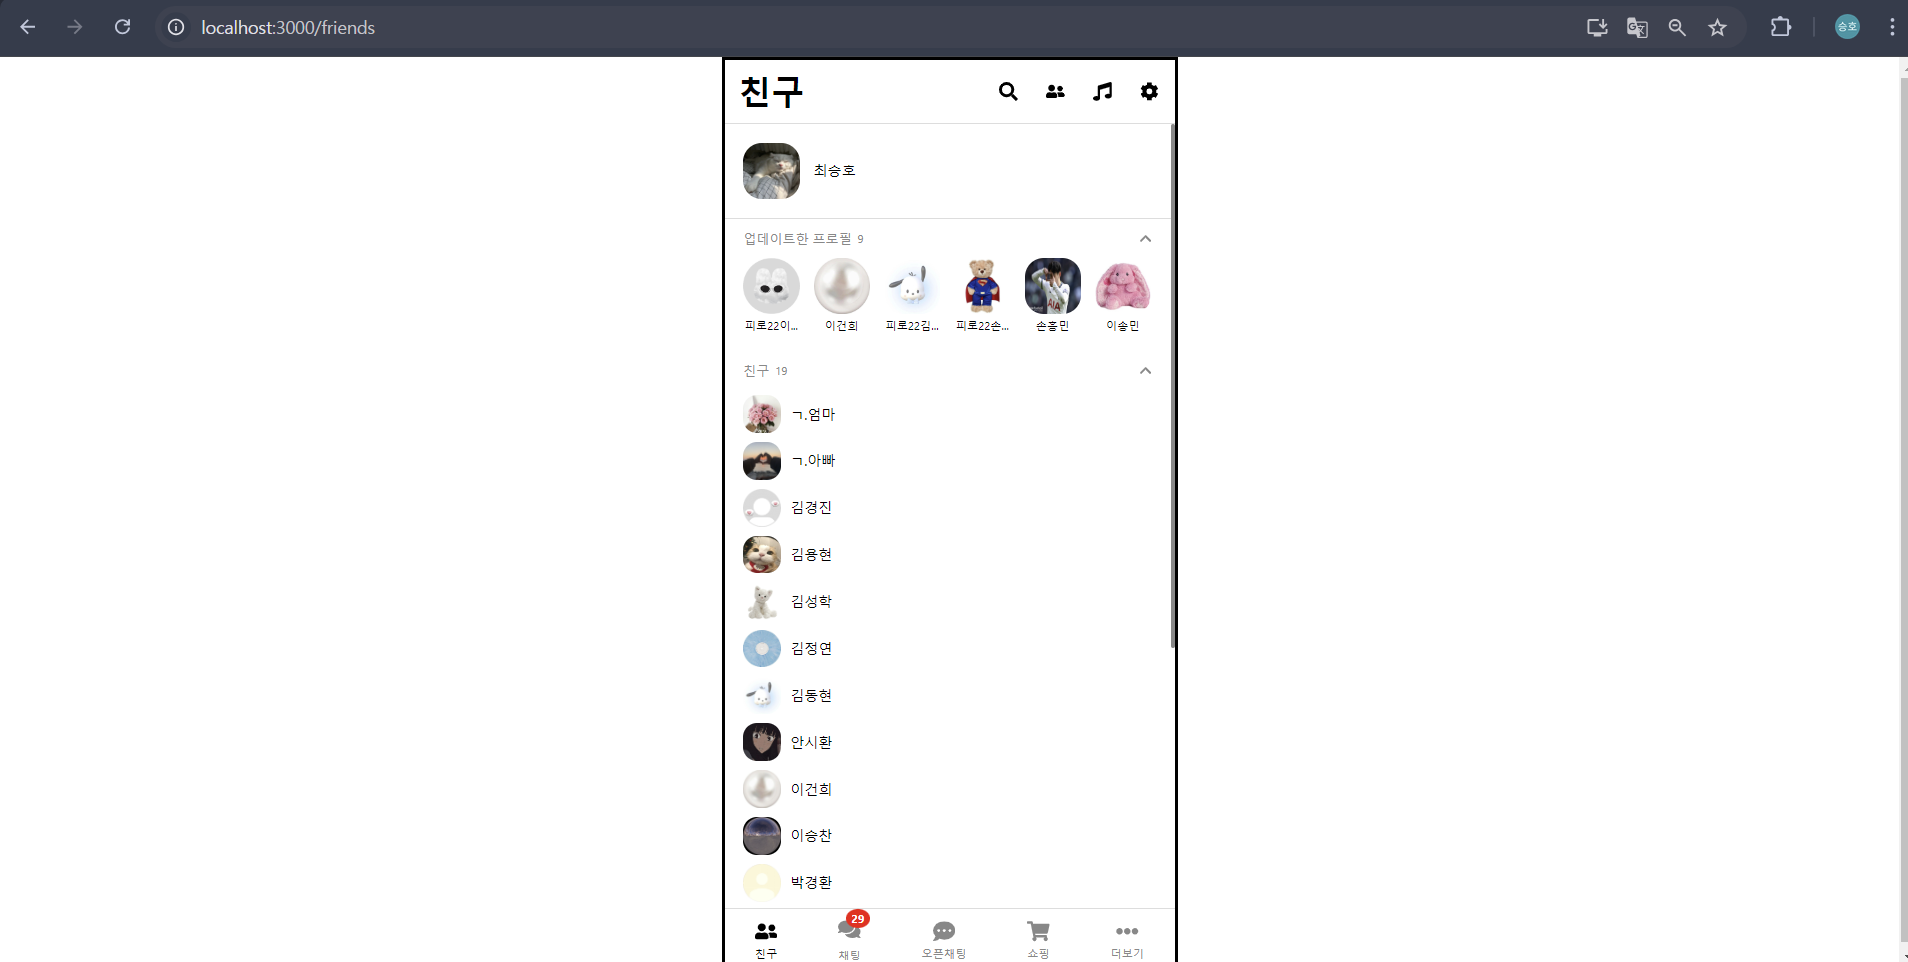 localhost:3000/friends
승호
친구
최승호
업데이트한 프로필 9
피로22이...
이건희
피로22김...
피로22손...
손흥민
이송민
친구 19
ㄱ.엄마
ㄱ.아빠
김경진
김용현
김성학
김정연
김동현
안시환
이건희
이승찬
박경환
29
친구
채팅
오픈채팅
쇼핑
더보기